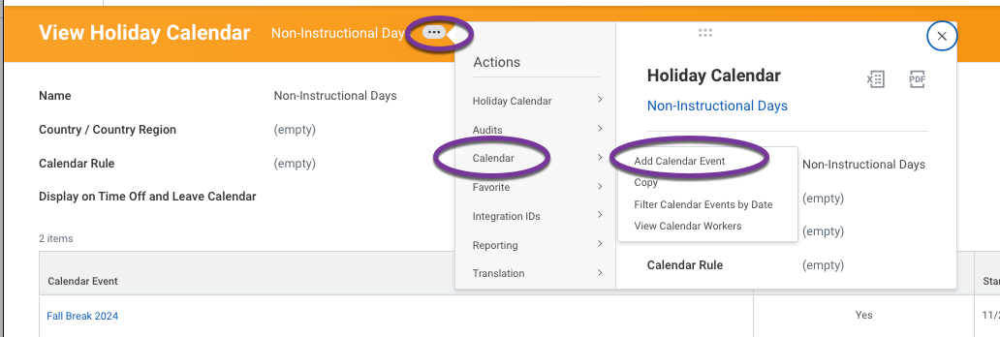 View Holiday Calendar
Non-Instructional Day
Name
Non-Instructional Days
Country / Country Region
(empty)
Calendar Rule
(empty)
Display on Time Off and Leave Calendar
2 items
Calendar Event
Fall Break 2024
Yes
Star
11/2
Actions
Holiday Calendar
Audits
Calendar
Favorite
Integration IDs
Reporting
Translation
Holiday Calendar
PDF
Non-Instructional Days
Add Calendar Event
Copy
Filter Calendar Events by Date
View Calendar Workers
Non-Instructional Days
(empty)
(empty)
Calendar Rule
(empty)